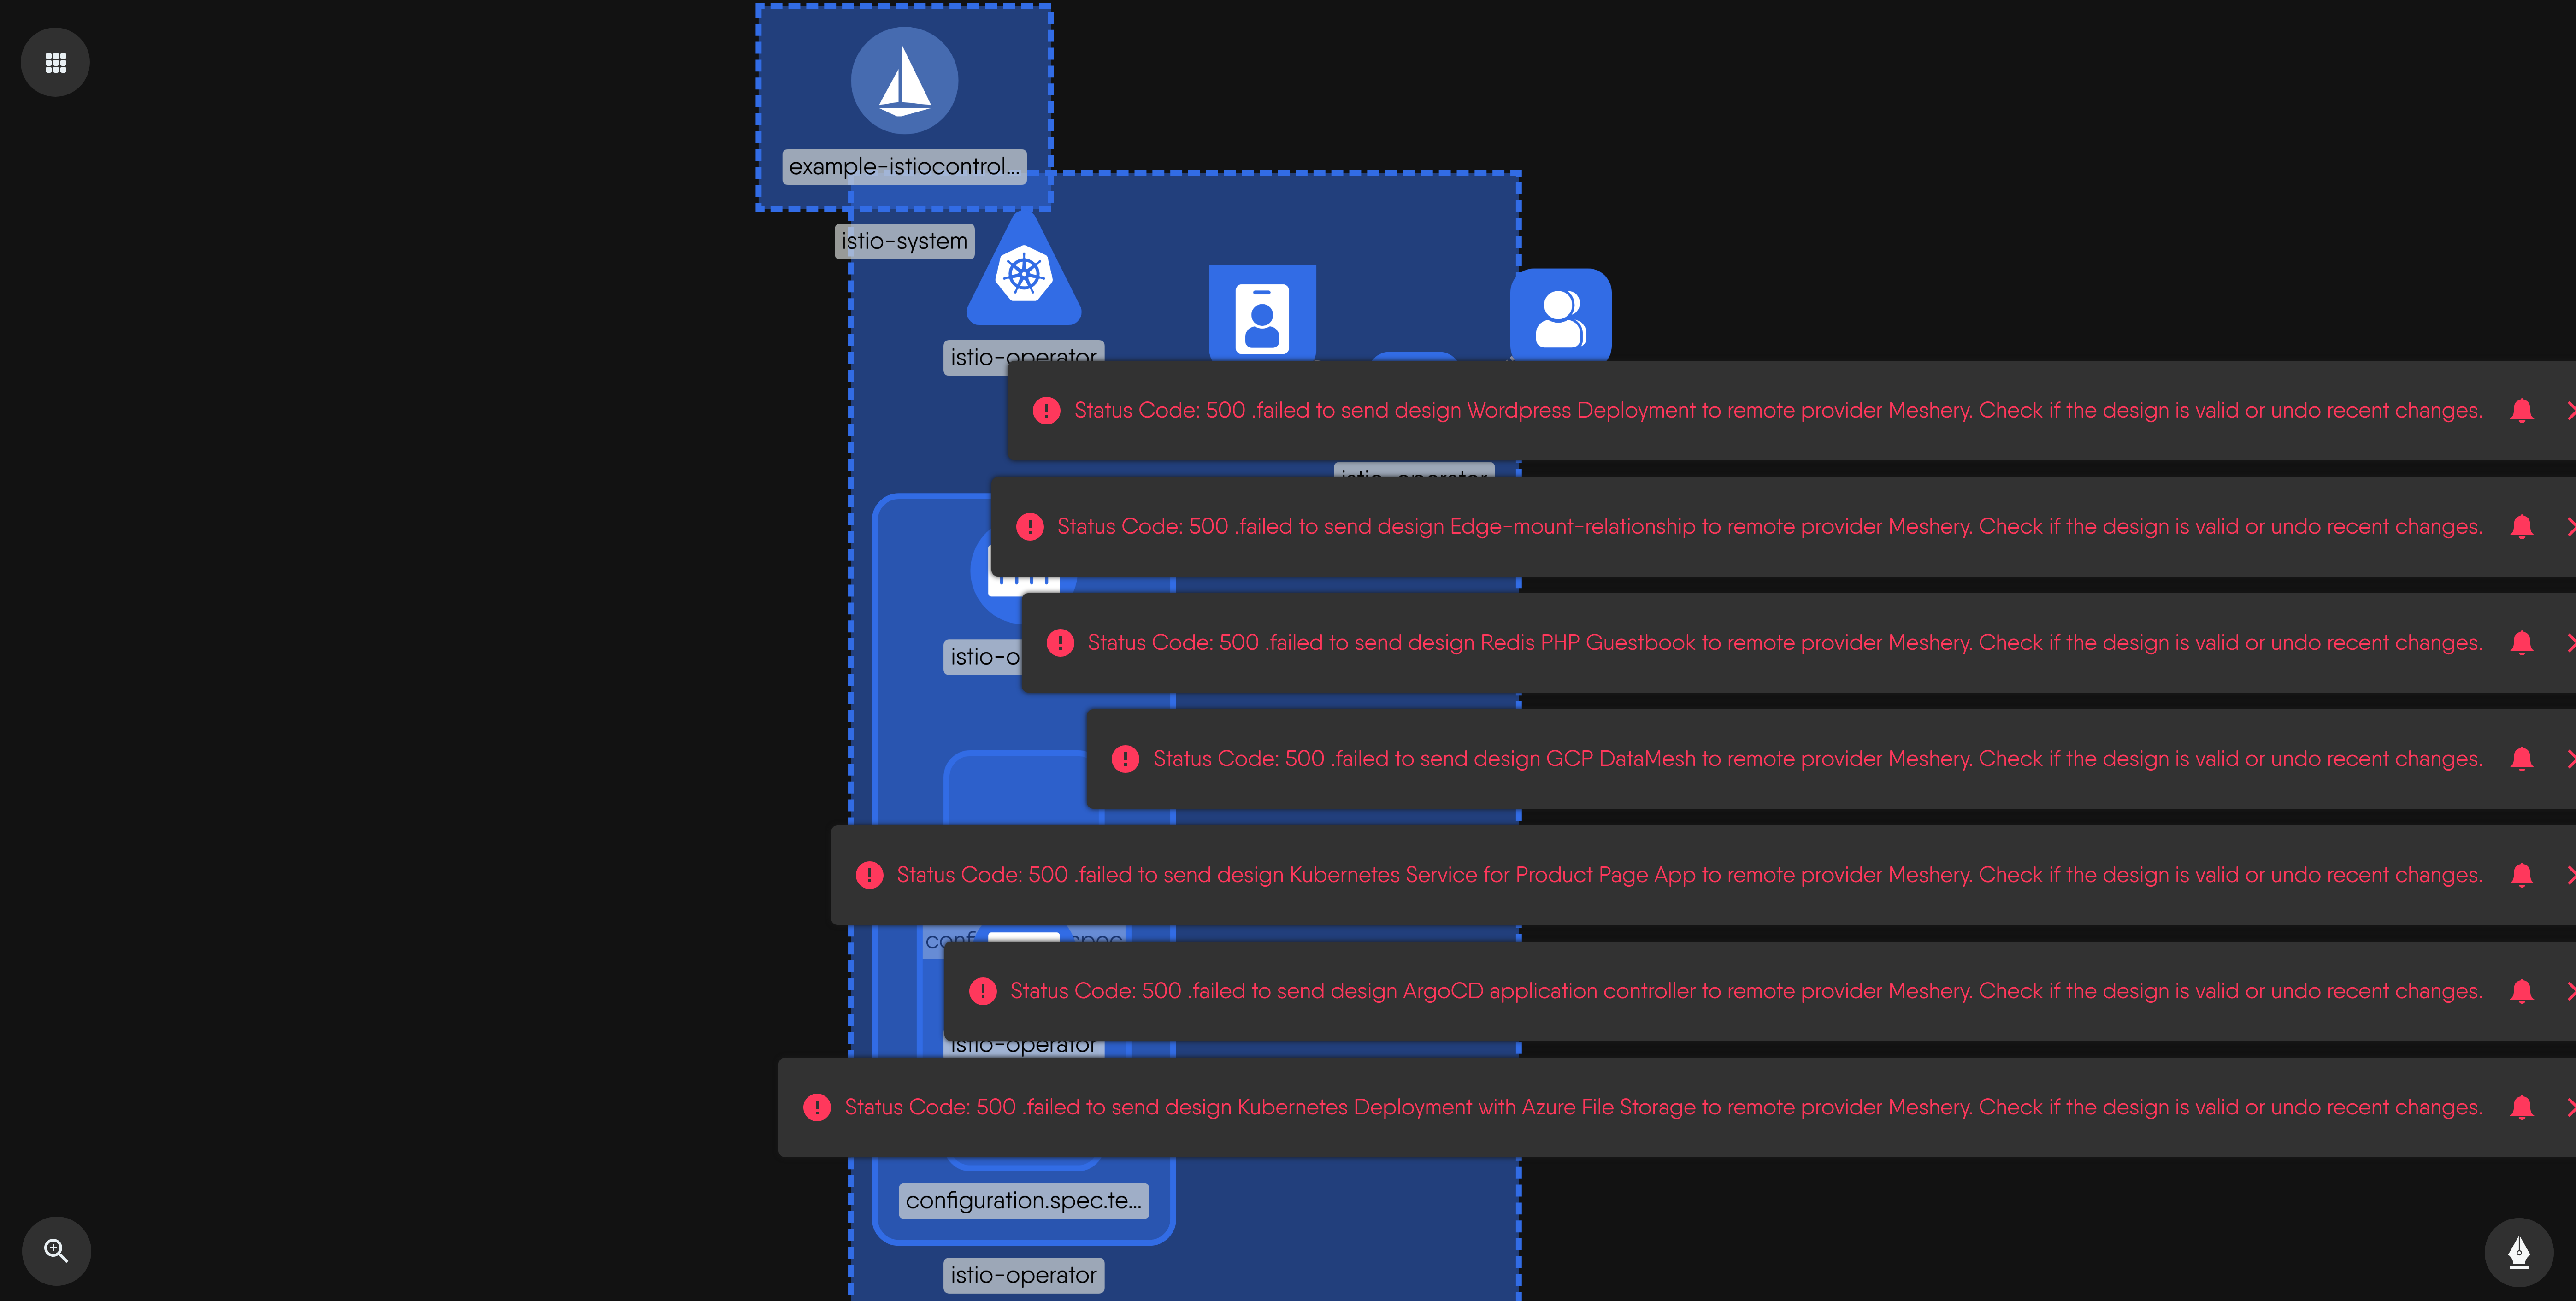 example-istiocontrol...
istio-system
istio-operator
Status Code: 500 .failed to send design Wordpress Deployment to remote provider Meshery. Check if the design is valid or undo recent changes.
istio-operator
Status Code: 500 .failed to send design Edge-mount-relationship to remote provider Meshery. Check if the design is valid or undo recent changes.
Status Code: 500 .failed to send design Redis PHP Guestbook to remote provider Meshery. Check if the design is valid or undo recent changes.
istio-o
Status Code: 500 .failed to send design GCP DataMesh to remote provider Meshery. Check if the design is valid or undo recent changes.
Status Code: 500 .failed to send design Kubernetes Service for Product Page App to remote provider Meshery. Check if the design is valid or undo recent changes.
Status Code: 500 .failed to send design ArgoCD application controller to remote provider Meshery. Check if the design is valid or undo recent changes.
istio-operator
Status Code: 500 .failed to send design Kubernetes Deployment with Azure File Storage to remote provider Meshery. Check if the design is valid or undo recent changes.
configuration.spec.te...
istio-operator